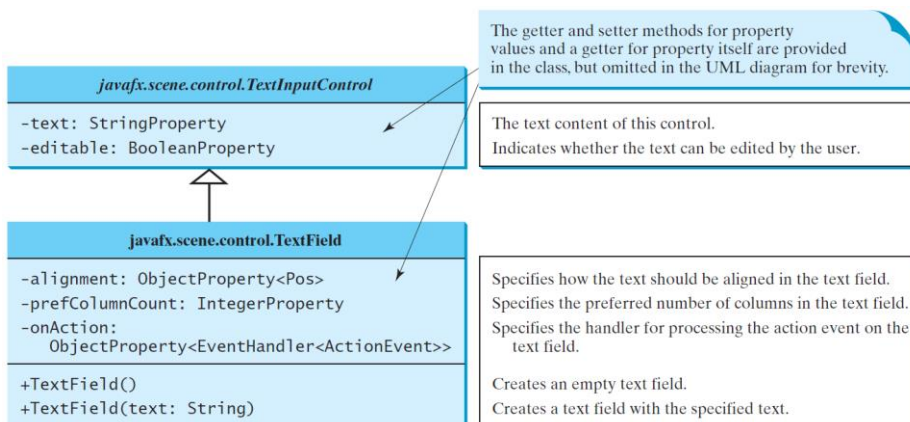 The getter and setter methods for property
values and a getter for property itself are provided
in the class, but omitted in the UML diagram for brevity.
javafx.scene.control.TextInputControl
-text: StringProperty
-editable: BooleanProperty
The text content of this control.
Indicates whether the text can be edited by the user.
javafx.scene.control.TextField
-alignment: ObjectProperty<Pos>
-prefColumnCount: IntegerProperty
-onAction:
ObjectProperty<EventHandler<ActionEvent>>
Specifies how the text should be aligned in the text field.
Specifies the preferred number of columns in the text field.
Specifies the handler for processing the action event on the
text field.
+TextField()
+TextField(text: String)
Creates an empty text field.
Creates a text field with the specified text.